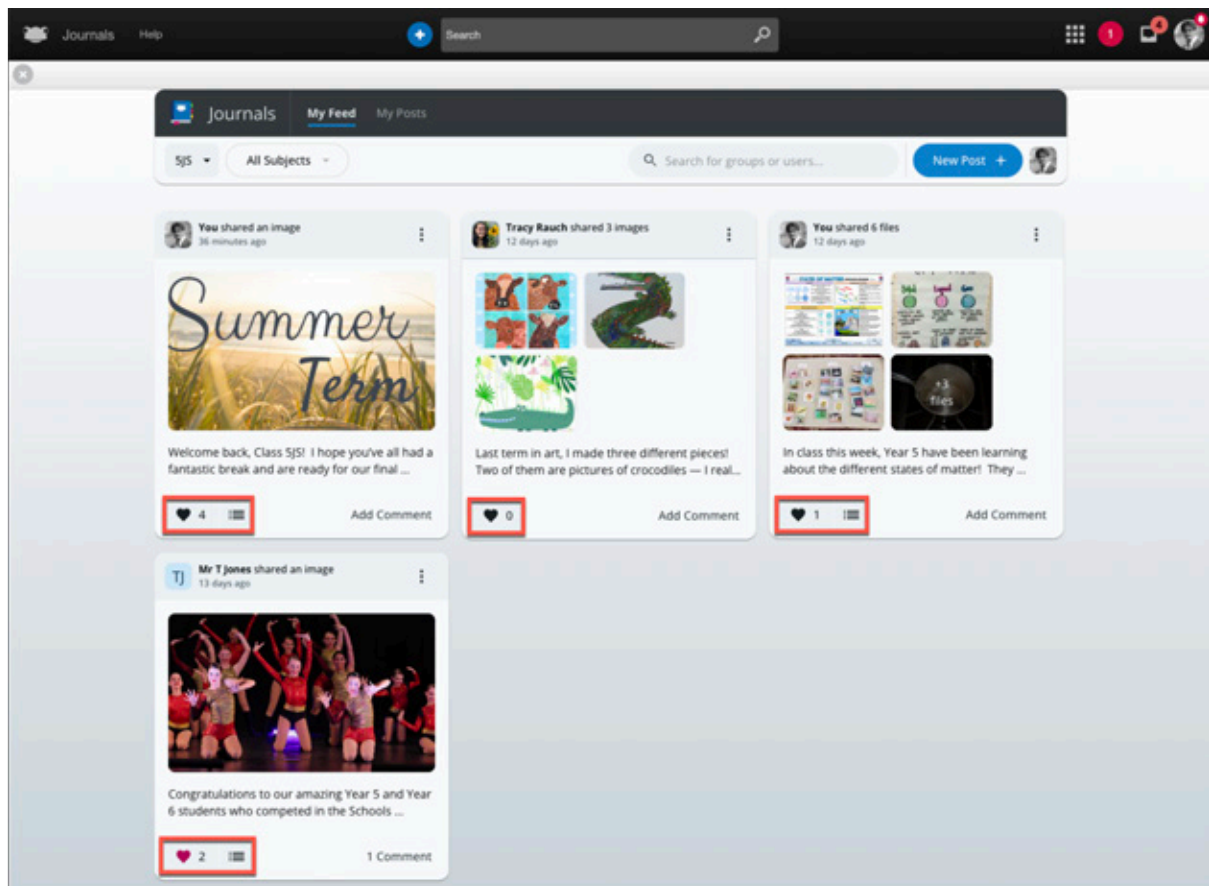 Journals Help Search 1 4
Journals My Feed My Posts
5JS All Subjects Search for groups or users... New Post +
You shared an image
36 minutes ago
Summer
Term
Welcome back, Class 5JS! I hope you've all had a
fantastic break and are ready for our final ...
4 Add Comment
Tracy Rauch shared 3 images
12 days ago
Last term in art, I made three different pieces!
Two of them are pictures of crocodiles — I real...
0 Add Comment
You shared 6 files
12 days ago
STATES OF MATTER
+3
files
In class this week, Year 5 have been learning
about the different states of matter! They ...
1 Add Comment
TJ Mr T Jones shared an image
13 days ago
Congratulations to our amazing Year 5 and Year
6 students who competed in the Schools ...
2 1 Comment